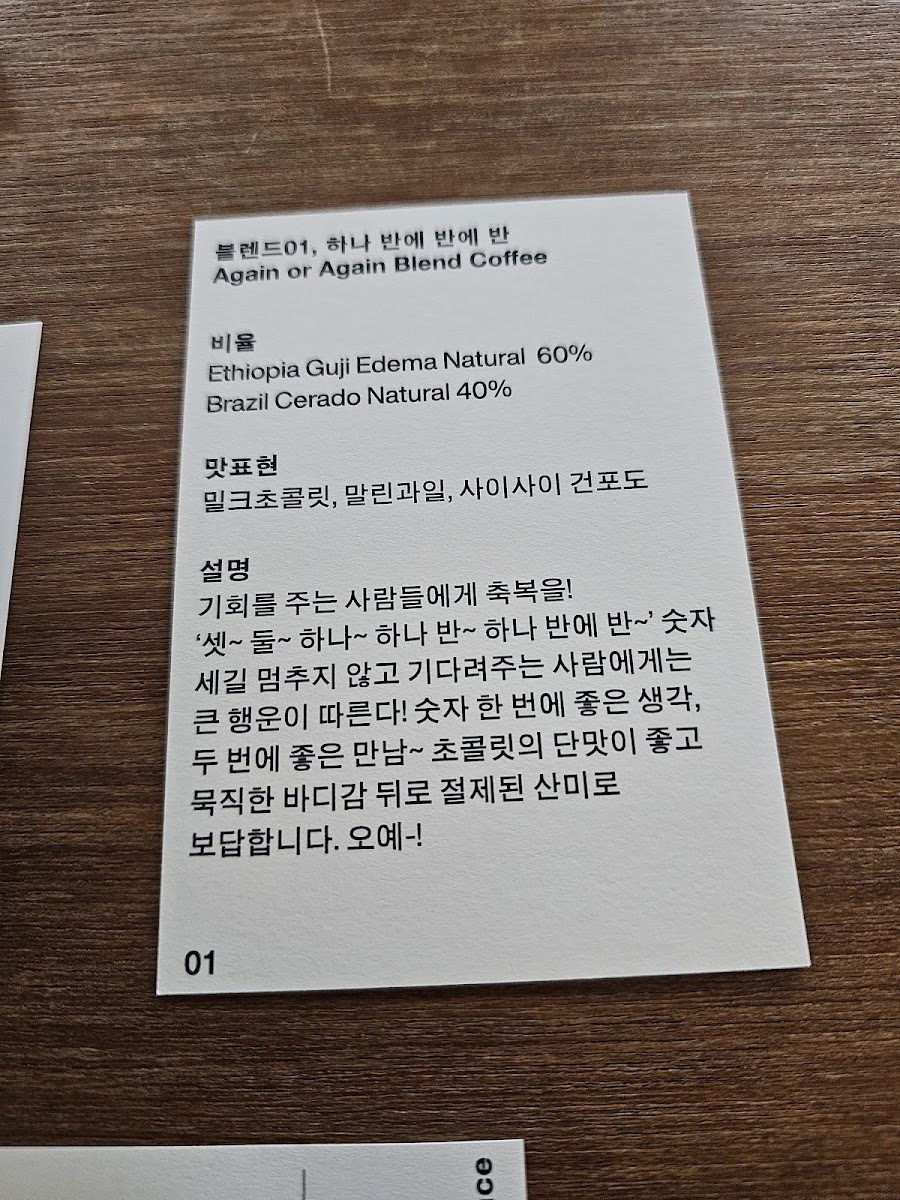 블렌드01, 하나 반에 반에 반
Again or Again Blend Coffee
비율
Ethiopia Guji Edema Natural 60%
Brazil Cerado Natural 40%
맛표현
밀크초콜릿, 말린과일, 사이사이 건포도
설명
기회를 주는 사람들에게 축복을!
‘셋~ 둘~ 하나~ 하나 반~ 하나 반에 반~’ 숫자
세길 멈추지 않고 기다려주는 사람에게는
큰 행운이 따른다! 숫자 한 번에 좋은 생각,
두 번에 좋은 만남~ 초콜릿의 단맛이 좋고
묵직한 바디감 뒤로 절제된 산미로
보답합니다. 오예-!
01